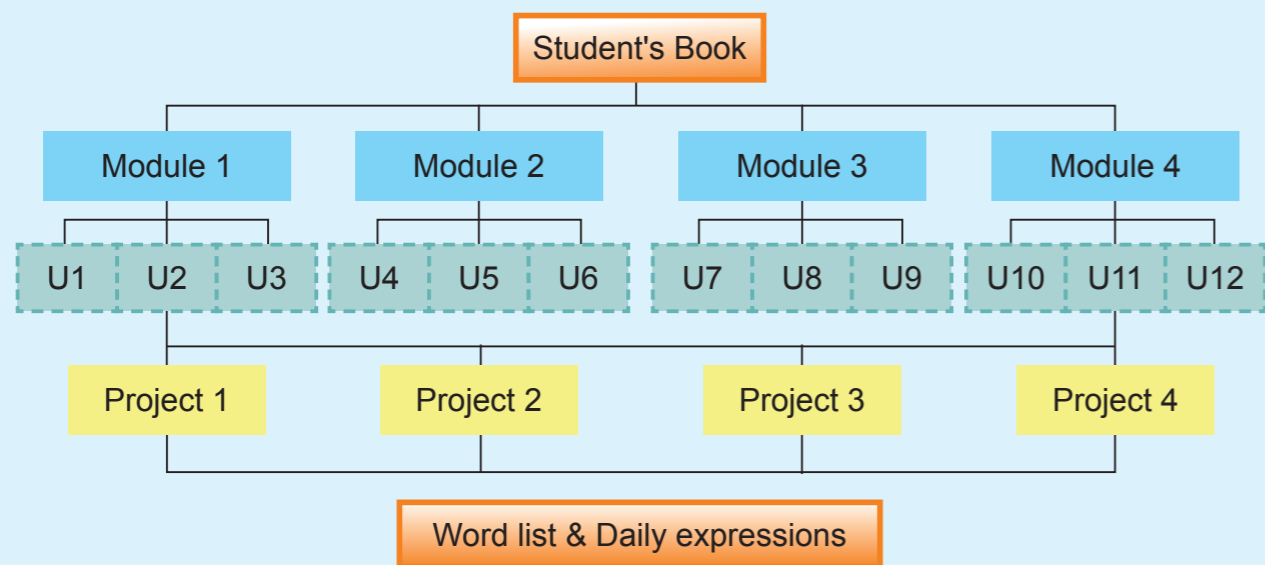 Student's Book
Module 1
Module 2
Module 3
Module 4
U1
U2
U3
U4
U5
U6
U7
U8
U9
U10
U11
U12
Project 1
Project 2
Project 3
Project 4
Word list & Daily expressions